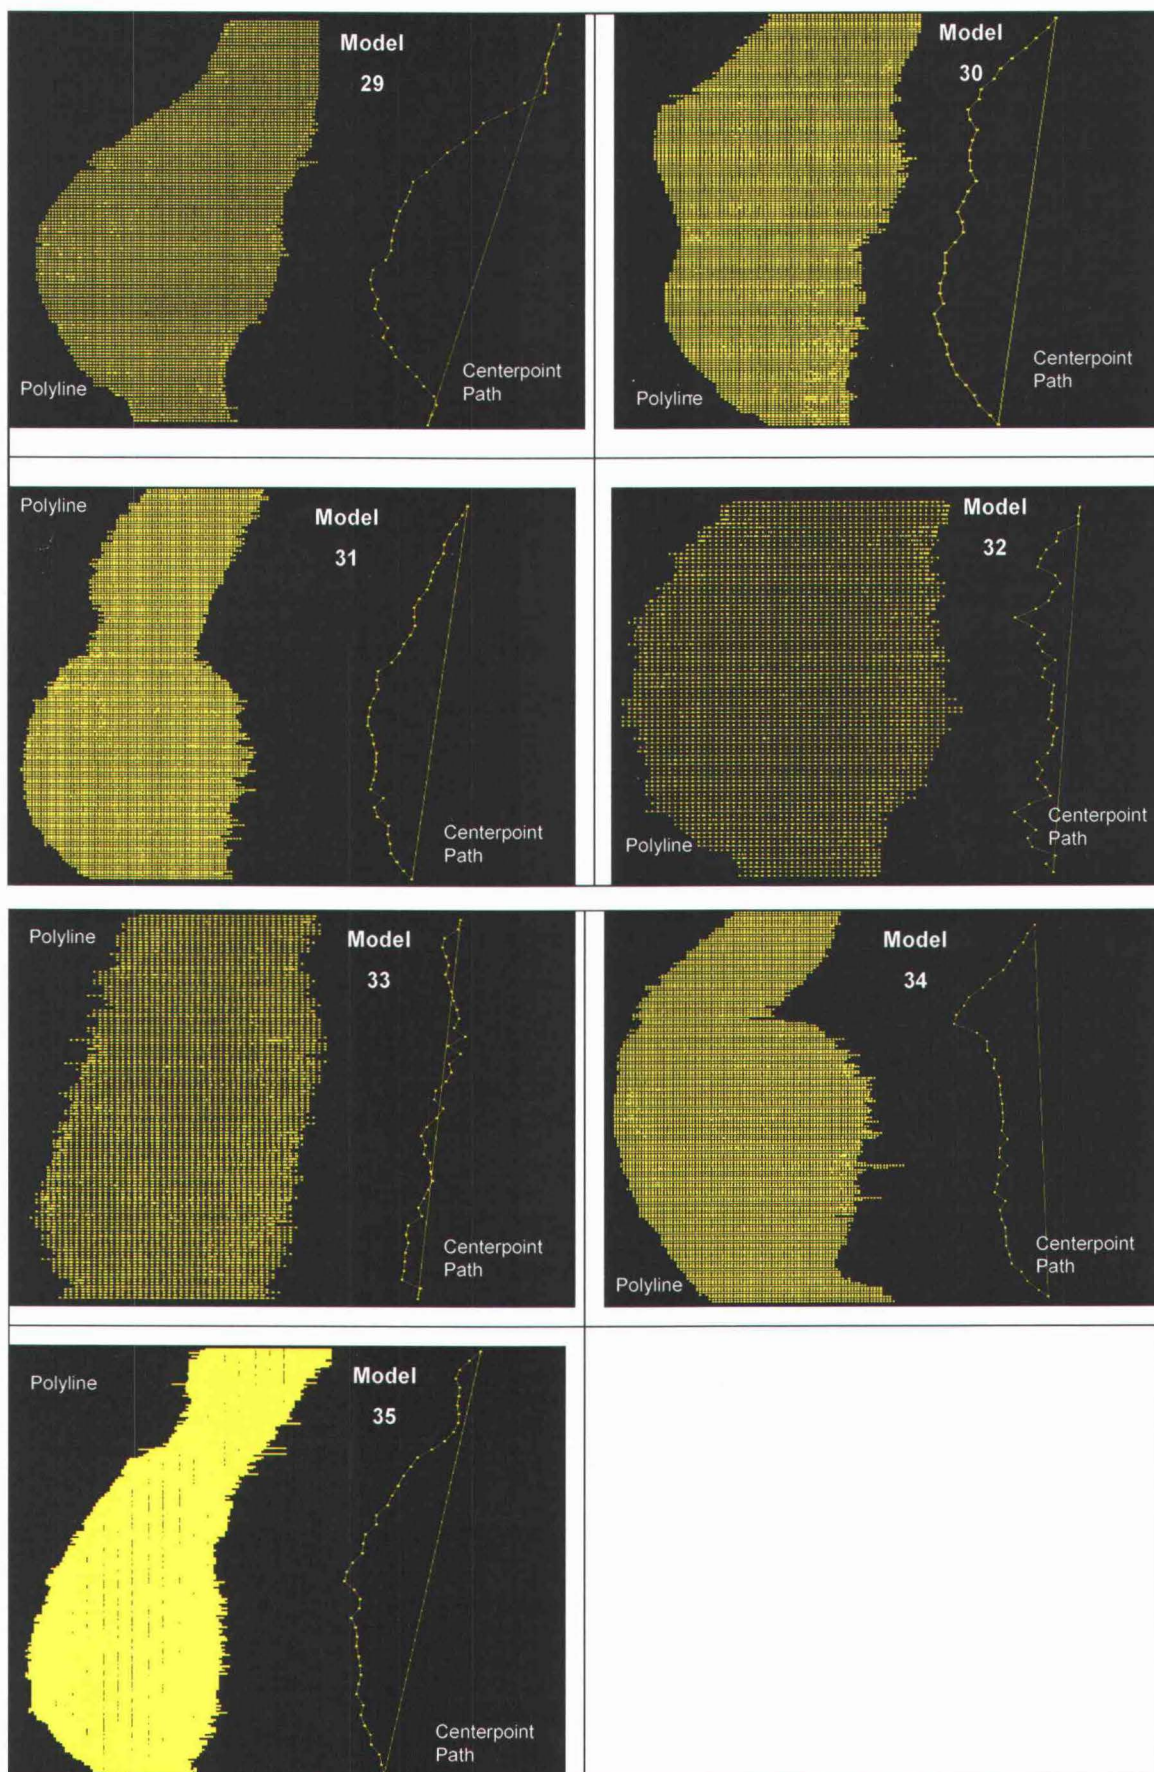 Model
29
Polyline
Centerpoint
Path
Model
30
Polyline
Centerpoint
Path
Polyline
Model
31
Centerpoint
Path
Model
32
Polyline
Centerpoint
Path
Polyline
Model
33
Centerpoint
Path
Model
34
Polyline
Centerpoint
Path
Polyline
Model
35
Centerpoint
Path